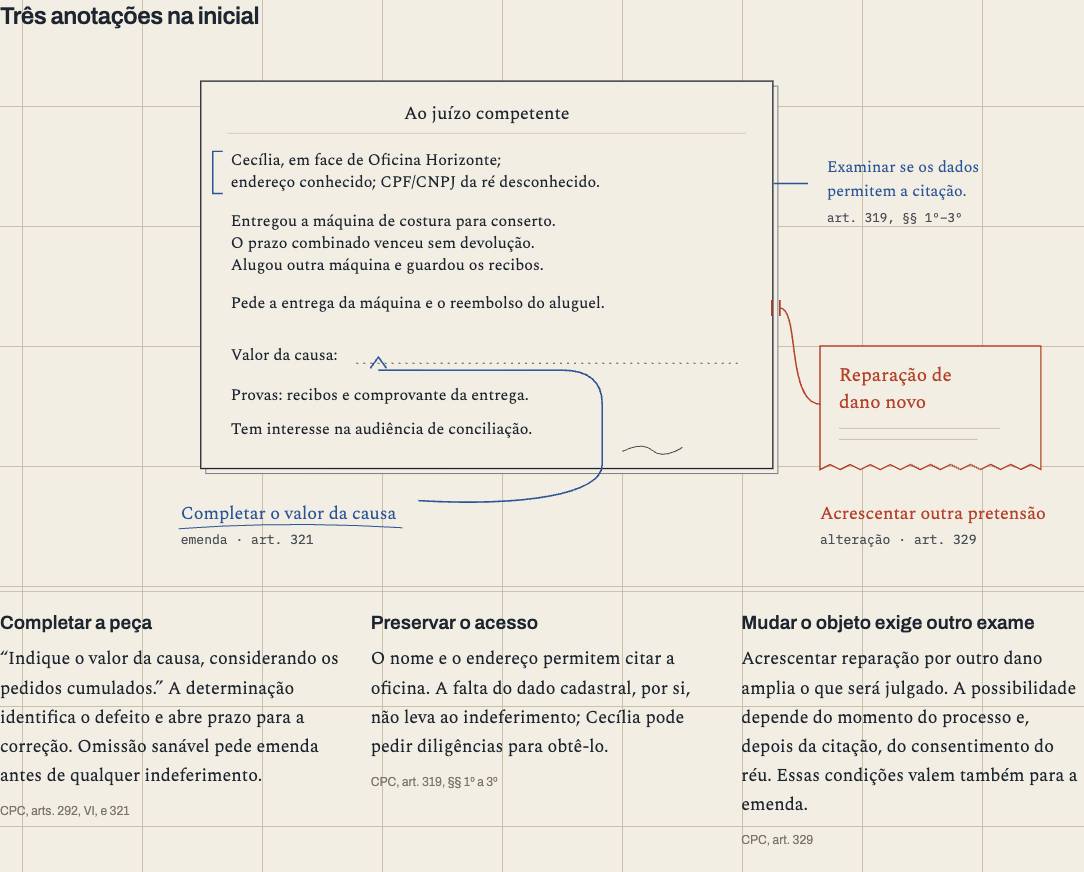 Três anotações na inicial
Ao juízo competente
Cecília, em face de Oficina Horizonte;
endereço conhecido; CPF/CNPJ da ré desconhecido.
Entregou a máquina de costura para conserto.
O prazo combinado venceu sem devolução.
Alugou outra máquina e guardou os recibos.
Pede a entrega da máquina e o reembolso do aluguel.
Valor da causa:
Provas: recibos e comprovante da entrega.
Tem interesse na audiência de conciliação.
Examinar se os dados
permitem a citação.
art. 319, §§ 1º–3º
Reparação de
dano novo
Completar o valor da causa
emenda · art. 321
Acrescentar outra pretensão
alteração · art. 329
Completar a peça
“Indique o valor da causa, considerando os
pedidos cumulados.” A determinação
identifica o defeito e abre prazo para a
correção. Omissão sanável pede emenda
antes de qualquer indeferimento.
CPC, arts. 292, VI, e 321
Preservar o acesso
O nome e o endereço permitem citar a
oficina. A falta do dado cadastral, por si,
não leva ao indeferimento; Cecília pode
pedir diligências para obtê-lo.
CPC, art. 319, §§ 1º a 3º
Mudar o objeto exige outro exame
Acrescentar reparação por outro dano
amplia o que será julgado. A possibilidade
depende do momento do processo e,
depois da citação, do consentimento do
réu. Essas condições valem também para a
emenda.
CPC, art. 329